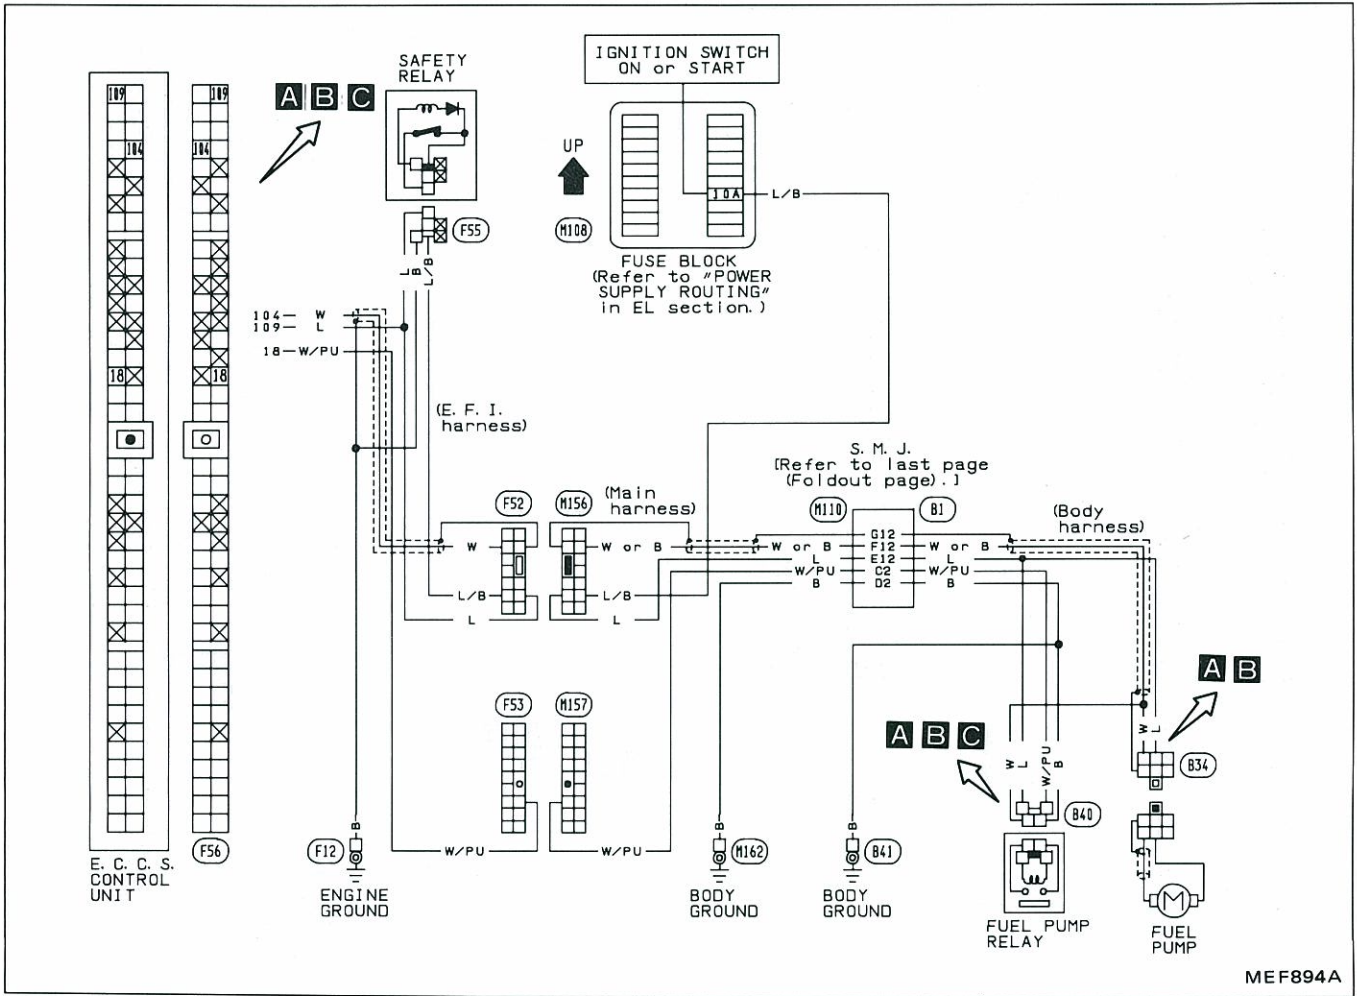 SAFETY
RELAY
IGNITION SWITCH
ON or START
109
109
A B C
104
104
UP
10A
L/B
F55
M108
FUSE BLOCK
(Refer to "POWER
SUPPLY ROUTING"
in EL section.)
L
B
L/B
104 W
109 L
18 W/PU
18
18
(E. F. I.
harness)
S. M. J.
[Refer to last page
(Foldout page).]
F52
M156
(Main
harness)
M110
B1
(Body
harness)
G12
W
W or B
W or B
F12
W or B
L
E12
L
W/PU
C2
W/PU
B
D2
B
L/B
L/B
L
L
A B
F53
M157
A B C
W
L
W
L
W/PU
B
B34
B40
B
B
B
F56
F12
W/PU
W/PU
M162
B41
E. C. C. S.
CONTROL
UNIT
ENGINE
GROUND
BODY
GROUND
BODY
GROUND
M
FUEL PUMP
RELAY
FUEL
PUMP
MEF894A